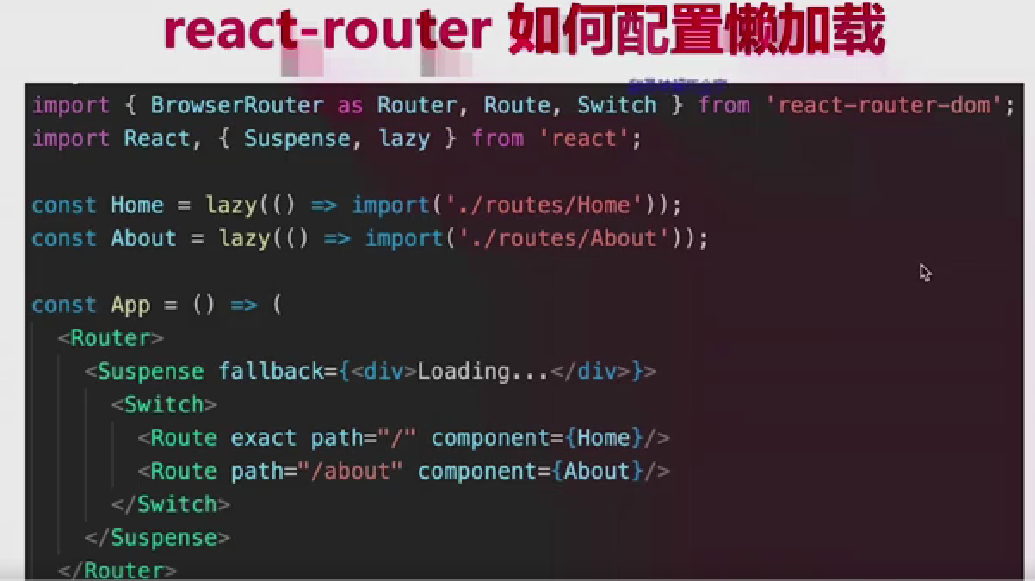 react-router 如何配置懒加载
import { BrowserRouter as Router, Route, Switch } from 'react-router-dom';
import React, { Suspense, lazy } from 'react';
const Home = lazy(() => import('./routes/Home'));
const About = lazy(() => import('./routes/About'));
const App = () => (
<Router>
<Suspense fallback={<div>Loading...</div>}>
<Switch>
<Route exact path="/" component={Home}/>
<Route path="/about" component={About}/>
</Switch>
</Suspense>
</Router>